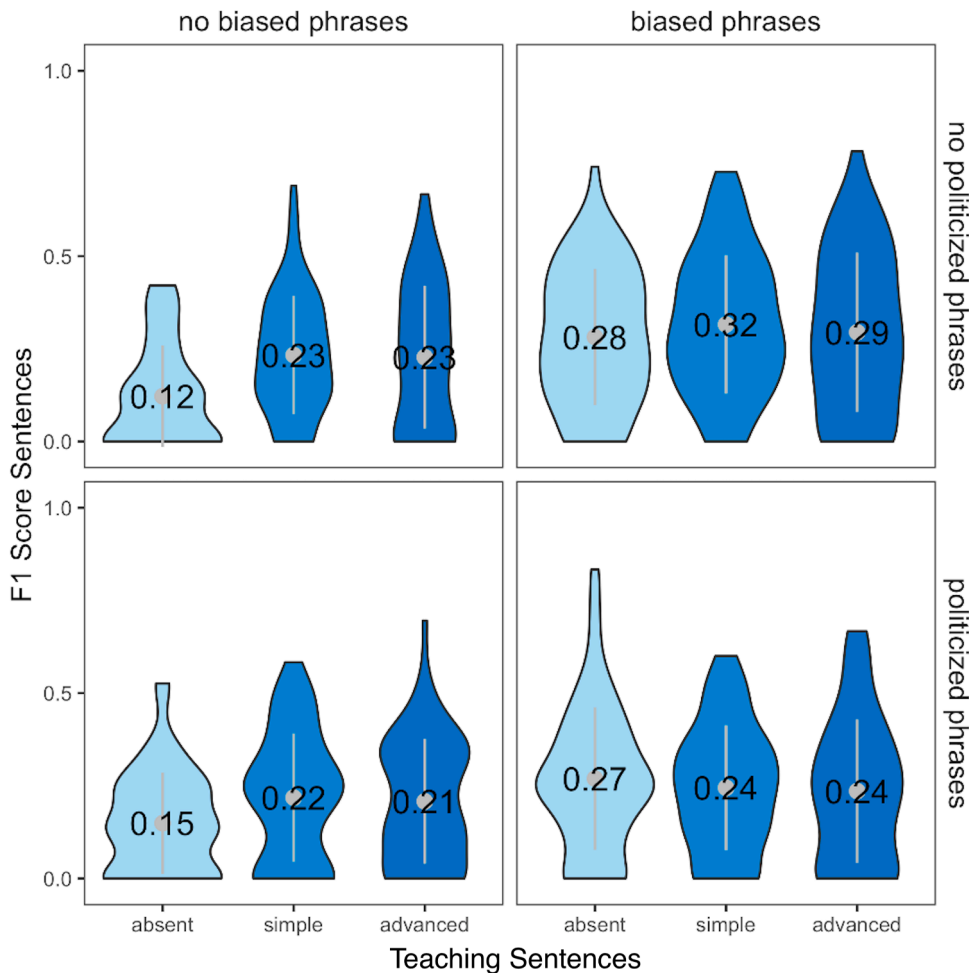 no biased phrases
biased phrases
no politicized phrases
politicized phrases
F1 Score Sentences
1.0
0.5
0.0
0.12
0.23
0.23
0.28
0.32
0.29
1.0
0.5
0.0
0.15
0.22
0.21
0.27
0.24
0.24
absent
simple
advanced
absent
simple
advanced
Teaching Sentences